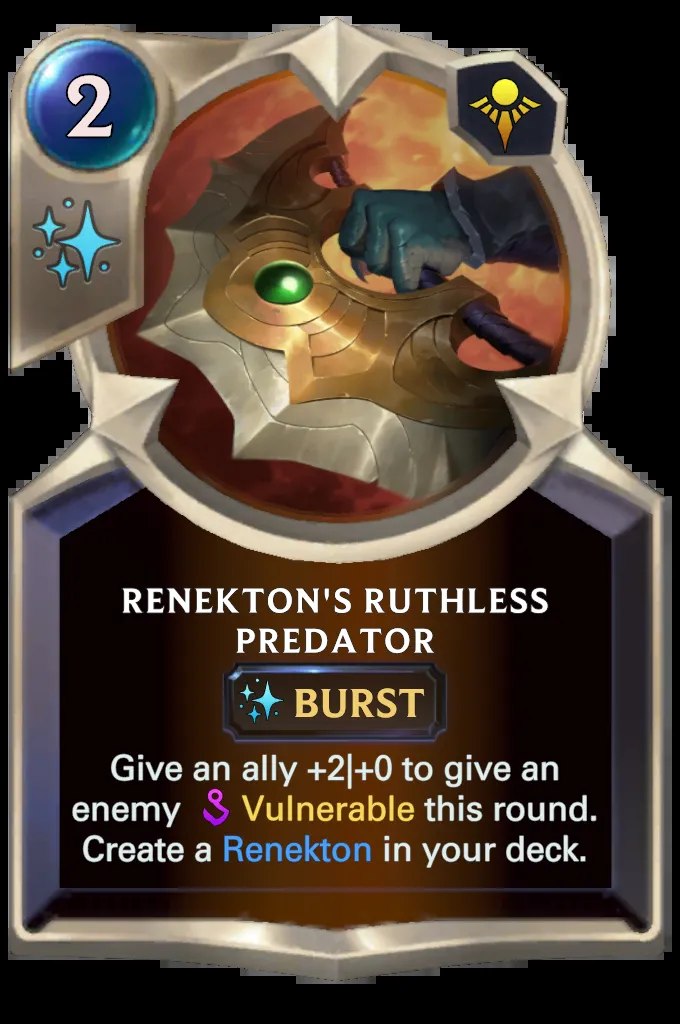 2
RENEKTON'S RUTHLESS
PREDATOR
BURST
Give an ally +2|+0 to give an
enemy Vulnerable this round.
Create a Renekton in your deck.